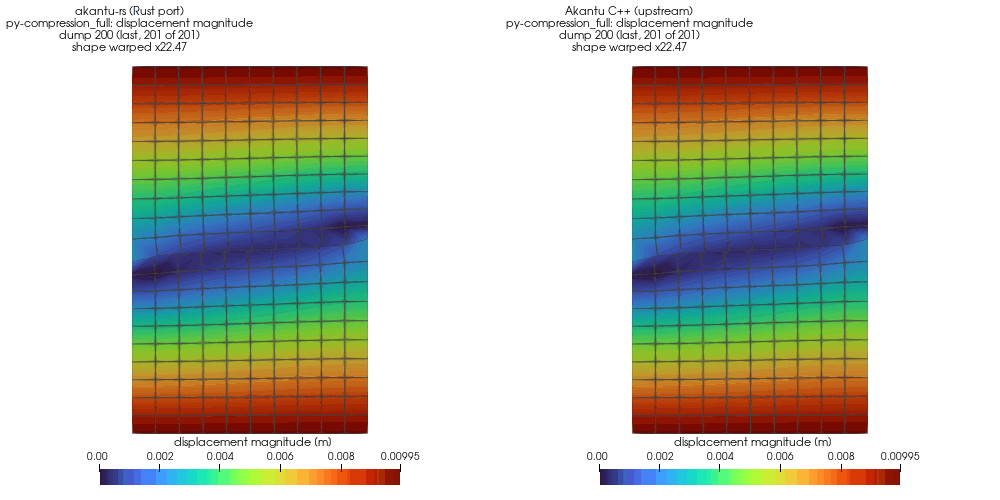 akantu-rs (Rust port)
py-compression_full: displacement magnitude
dump 200 (last, 201 of 201)
shape warped x22.47
displacement magnitude (m)
0.00 0.002 0.004 0.006 0.008 0.00995
Akantu C++ (upstream)
py-compression_full: displacement magnitude
dump 200 (last, 201 of 201)
shape warped x22.47
displacement magnitude (m)
0.00 0.002 0.004 0.006 0.008 0.00995